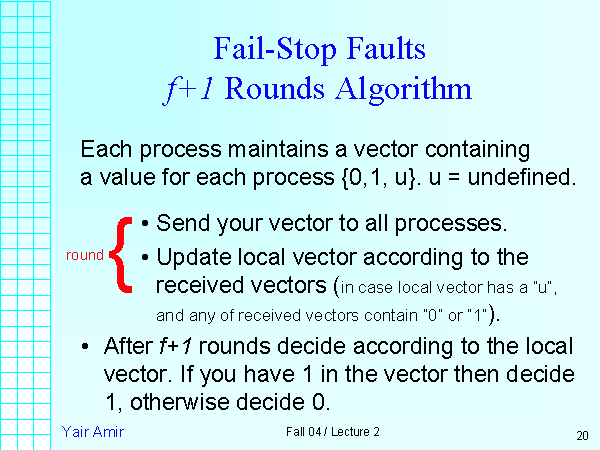 Fail-Stop Faults
f+1 Rounds Algorithm
Each process maintains a vector containing
a value for each process {0,1, u}. u = undefined.
round {
• Send your vector to all processes.
• Update local vector according to the
received vectors (in case local vector has a "u",
and any of received vectors contain "0" or "1").
• After f+1 rounds decide according to the local
vector. If you have 1 in the vector then decide
1, otherwise decide 0.
Yair Amir
Fall 04 / Lecture 2
20